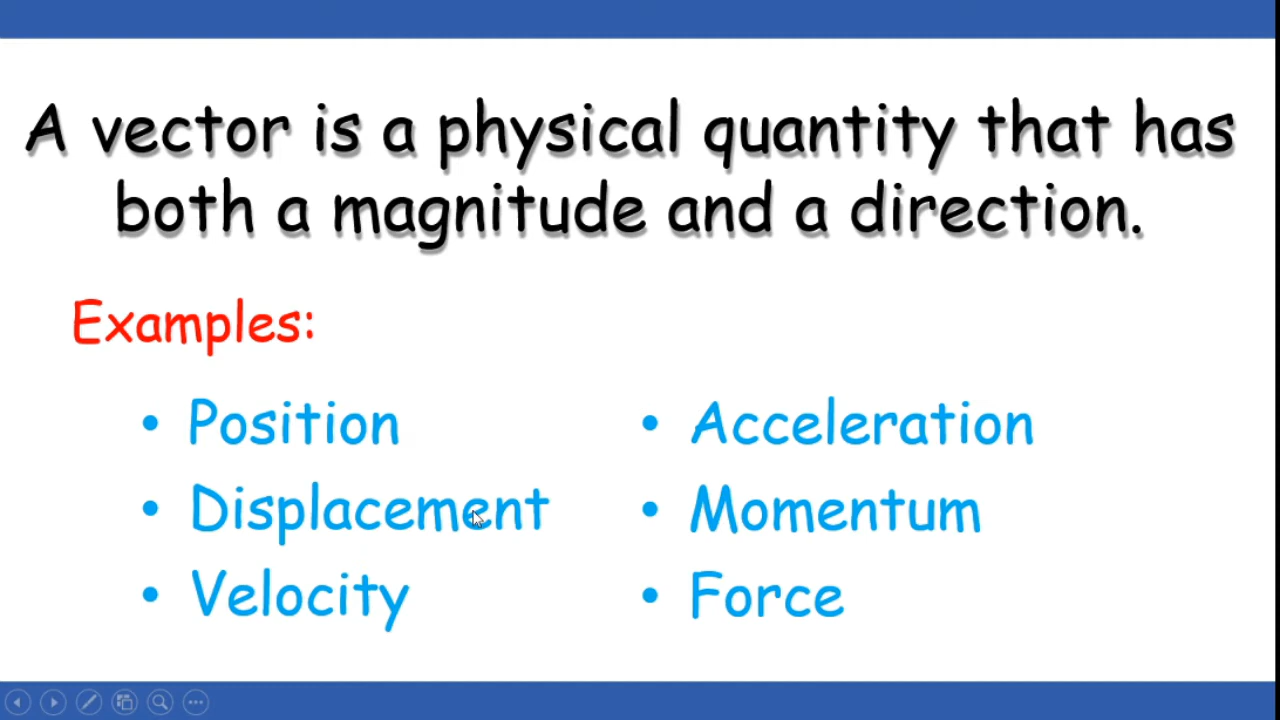 A vector is a physical quantity that has
both a magnitude and a direction.
Examples:
• Position
• Displacement
• Velocity
• Acceleration
• Momentum
• Force